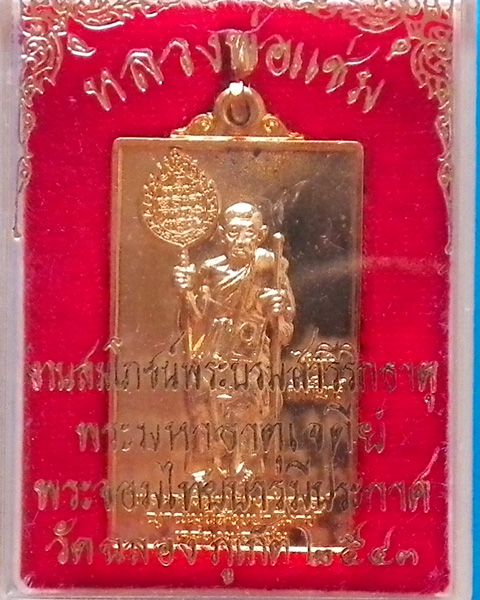 หลวงพ่อแช่ม
งานสมโภชน์พระบรมสารีริกธาตุ
พระมหาธาตุเจดีย์
พระจอมไทยบารมีประกาศ
วัดฉลอง ภูเก็ต ๒๕๔๓